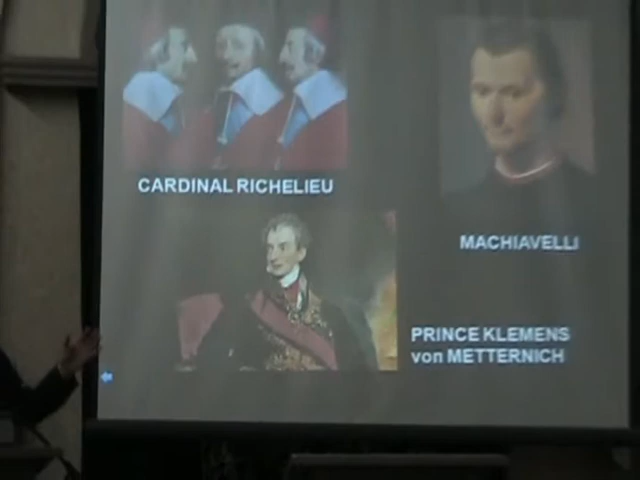 CARDINAL RICHELIEU
MACHIAVELLI
PRINCE KLEMENS
von METTERNICH